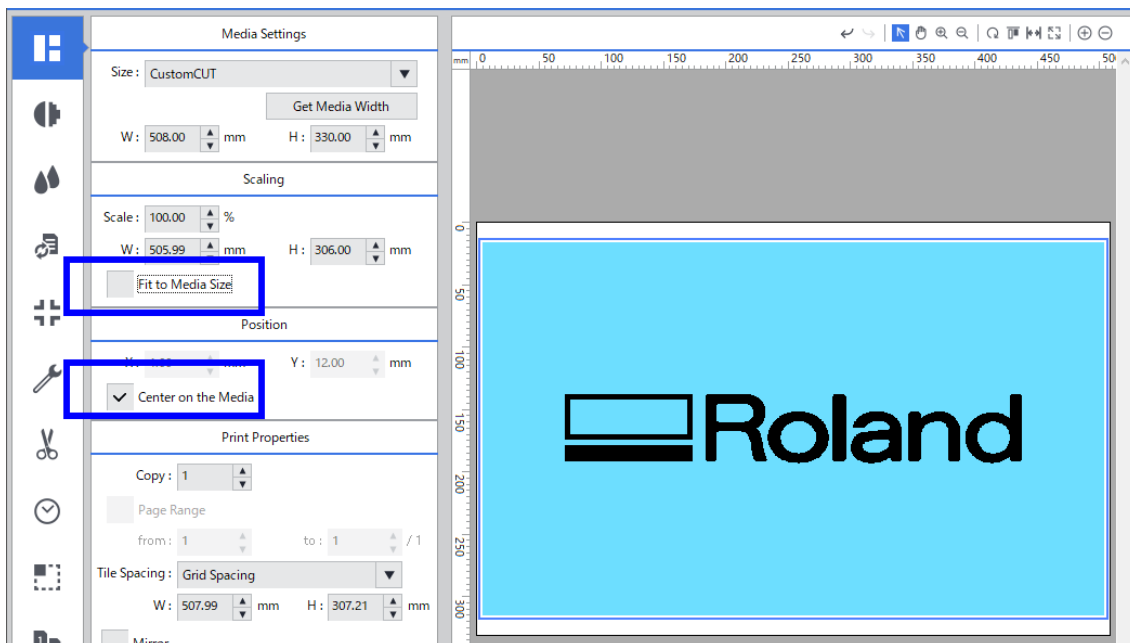 Media Settings
Size : CustomCUT
Get Media Width
W : 508.00 mm H : 330.00 mm
Scaling
Scale : 100.00 %
W : 505.99 mm H : 306.00 mm
Fit to Media Size
Position
Y : 12.00 mm
Center on the Media
Print Properties
Copy : 1
Page Range
from : 1 to : 1 / 1
Tile Spacing : Grid Spacing
W : 507.99 mm H : 307.21 mm
Mirror
mm 0 50 100 150 200 250 300 350 400 450 50
0
50
100
150
200
250
300
Roland